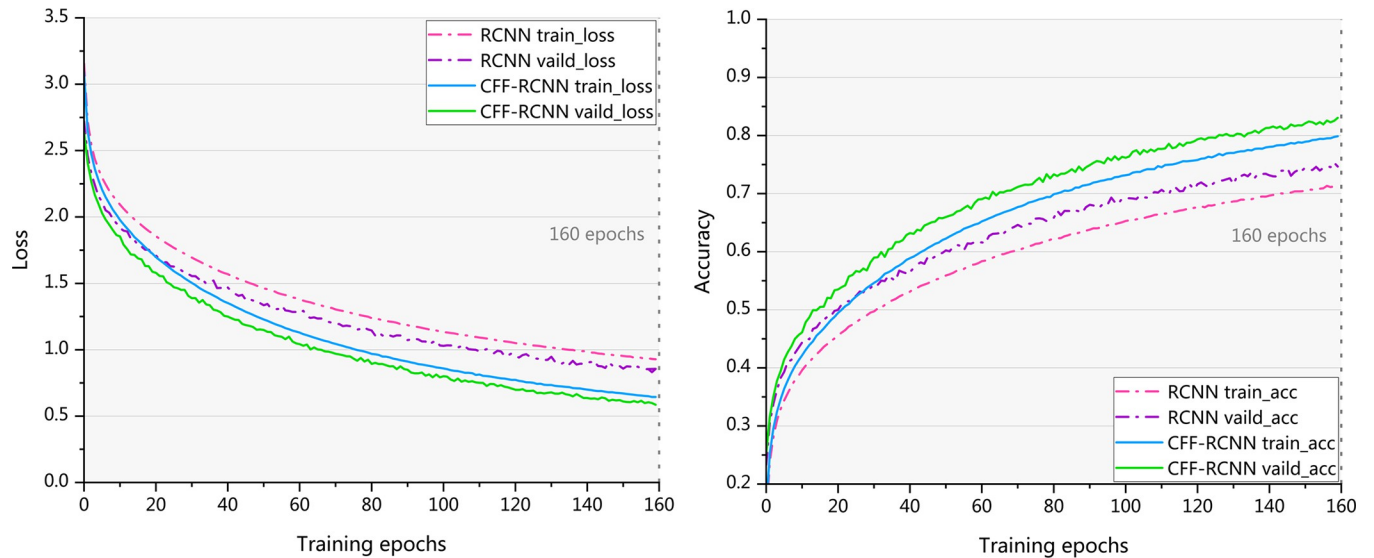 3.5
3.0
2.5
2.0
1.5
1.0
0.5
0.0
Loss
RCNN train_loss
RCNN vaild_loss
CFF-RCNN train_loss
CFF-RCNN vaild_loss
160 epochs
0 20 40 60 80 100 120 140 160
Training epochs
1.0
0.9
0.8
0.7
0.6
0.5
0.4
0.3
0.2
Accuracy
160 epochs
RCNN train_acc
RCNN vaild_acc
CFF-RCNN train_acc
CFF-RCNN vaild_acc
0 20 40 60 80 100 120 140 160
Training epochs